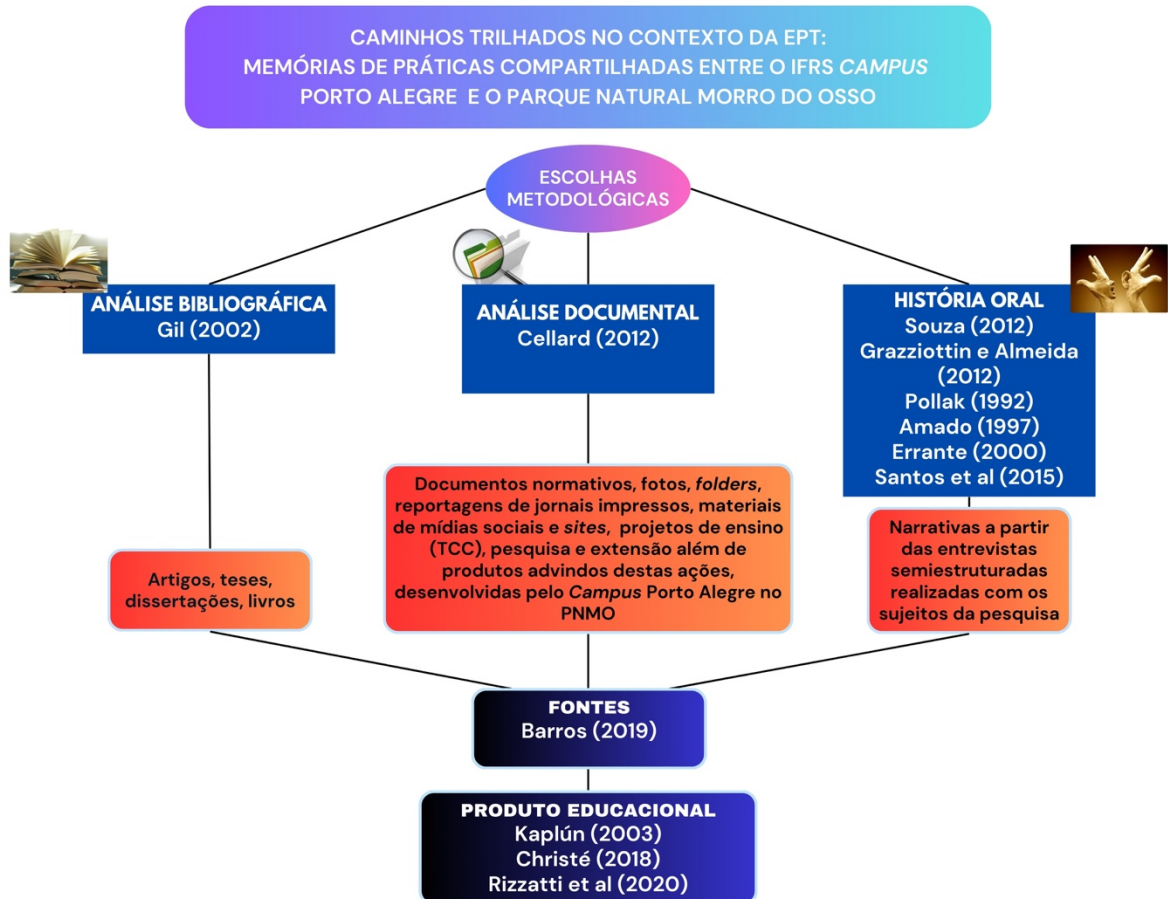 CAMINHOS TRILHADOS NO CONTEXTO DA EPT:
MEMÓRIAS DE PRÁTICAS COMPARTILHADAS ENTRE O IFRS CAMPUS
PORTO ALEGRE E O PARQUE NATURAL MORRO DO OSSO
ESCOLHAS
METODOLÓGICAS
ANÁLISE BIBLIOGRÁFICA
Gil (2002)
ANÁLISE DOCUMENTAL
Cellard (2012)
HISTÓRIA ORAL
Souza (2012)
Grazziottin e Almeida
(2012)
Pollak (1992)
Amado (1997)
Errante (2000)
Santos et al (2015)
Artigos, teses,
dissertações, livros
Documentos normativos, fotos, folders,
reportagens de jornais impressos, materiais
de mídias sociais e sites, projetos de ensino
(TCC), pesquisa e extensão além de
produtos advindos destas ações,
desenvolvidas pelo Campus Porto Alegre no
PNMO
Narrativas a partir
das entrevistas
semiestruturadas
realizadas com os
sujeitos da pesquisa
FONTES
Barros (2019)
PRODUTO EDUCACIONAL
Kaplún (2003)
Christé (2018)
Rizzatti et al (2020)